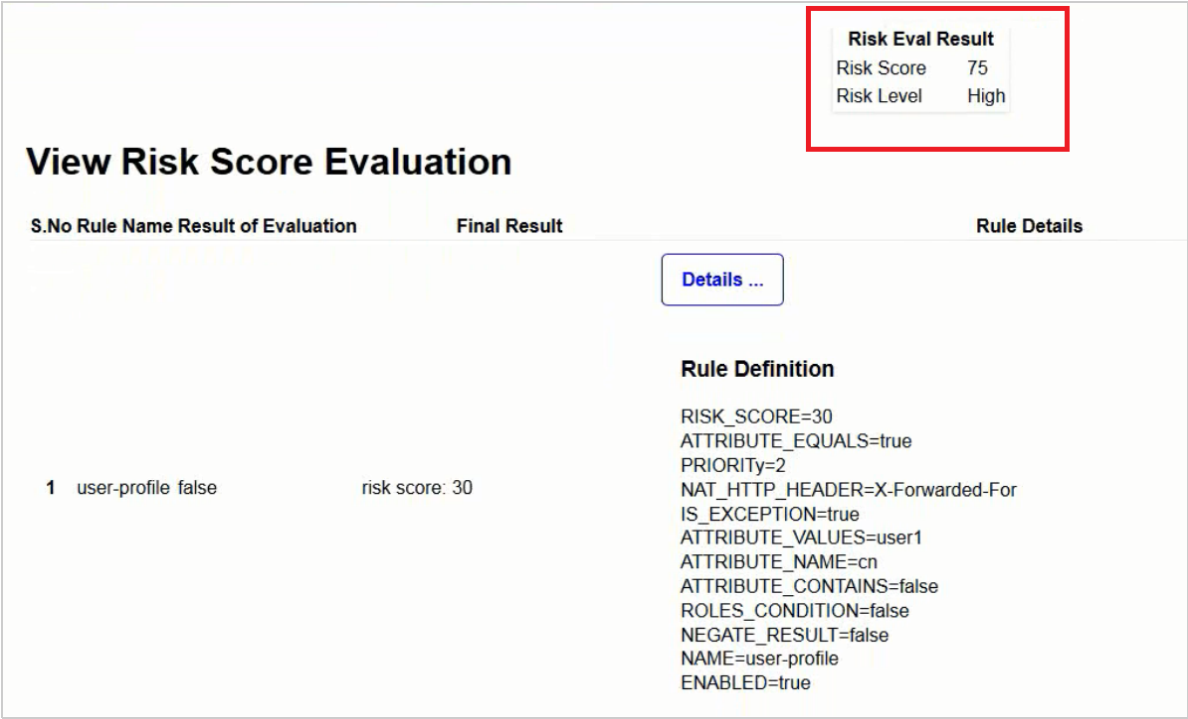 Risk Eval Result
Risk Score 75
Risk Level High
View Risk Score Evaluation
S.No Rule Name Result of Evaluation Final Result Rule Details
Details ...
Rule Definition
RISK_SCORE=30
ATTRIBUTE_EQUALS=true
PRIORITy=2
1 user-profile false risk score: 30 NAT_HTTP_HEADER=X-Forwarded-For
IS_EXCEPTION=true
ATTRIBUTE_VALUES=user1
ATTRIBUTE_NAME=cn
ATTRIBUTE_CONTAINS=false
ROLES_CONDITION=false
NEGATE_RESULT=false
NAME=user-profile
ENABLED=true